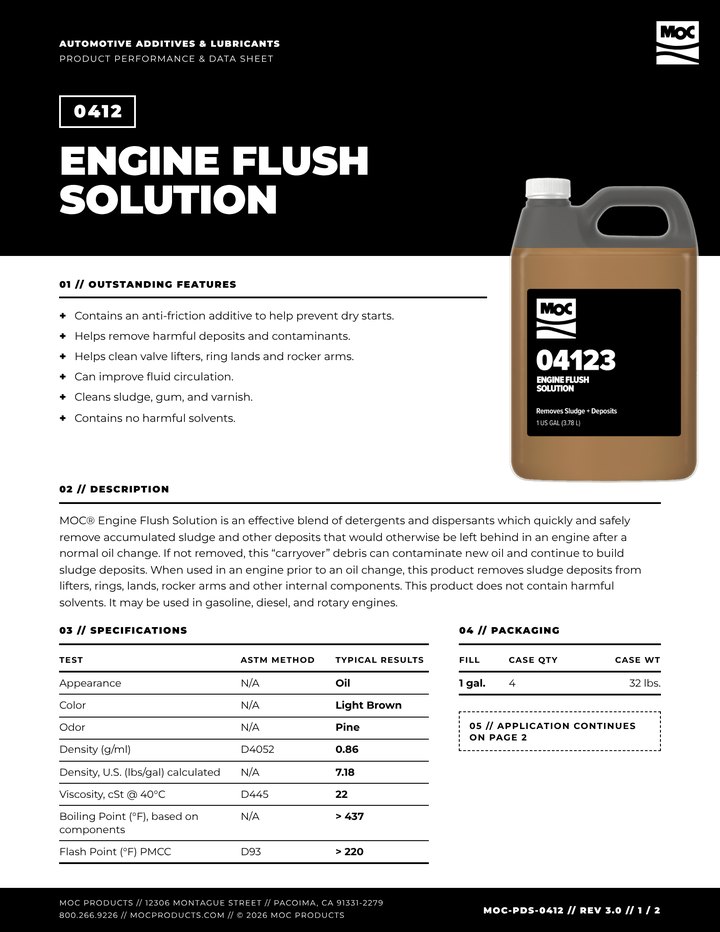 AUTOMOTIVE ADDITIVES & LUBRICANTS
PRODUCT PERFORMANCE & DATA SHEET
MOC
0412
ENGINE FLUSH
SOLUTION
01 // OUTSTANDING FEATURES
+ Contains an anti-friction additive to help prevent dry starts.
+ Helps remove harmful deposits and contaminants.
+ Helps clean valve lifters, ring lands and rocker arms.
+ Can improve fluid circulation.
+ Cleans sludge, gum, and varnish.
+ Contains no harmful solvents.
MOC
04123
ENGINE FLUSH
SOLUTION
Removes Sludge + Deposits
1 US GAL (3.78 L)
02 // DESCRIPTION
MOC® Engine Flush Solution is an effective blend of detergents and dispersants which quickly and safely
remove accumulated sludge and other deposits that would otherwise be left behind in an engine after a
normal oil change. If not removed, this “carryover” debris can contaminate new oil and continue to build
sludge deposits. When used in an engine prior to an oil change, this product removes sludge deposits from
lifters, rings, lands, rocker arms and other internal components. This product does not contain harmful
solvents. It may be used in gasoline, diesel, and rotary engines.
03 // SPECIFICATIONS
TEST ASTM METHOD TYPICAL RESULTS
Appearance N/A Oil
Color N/A Light Brown
Odor N/A Pine
Density (g/ml) D4052 0.86
Density, U.S. (lbs/gal) calculated N/A 7.18
Viscosity, cSt @ 40°C D445 22
Boiling Point (°F), based on N/A > 437
components
Flash Point (°F) PMCC D93 > 220
04 // PACKAGING
FILL CASE QTY CASE WT
1 gal. 4 32 lbs.
05 // APPLICATION CONTINUES
ON PAGE 2
MOC PRODUCTS // 12306 MONTAGUE STREET // PACOIMA, CA 91331-2279
800.266.9226 // MOCPRODUCTS.COM // © 2026 MOC PRODUCTS
MOC-PDS-0412 // REV 3.0 // 1 / 2